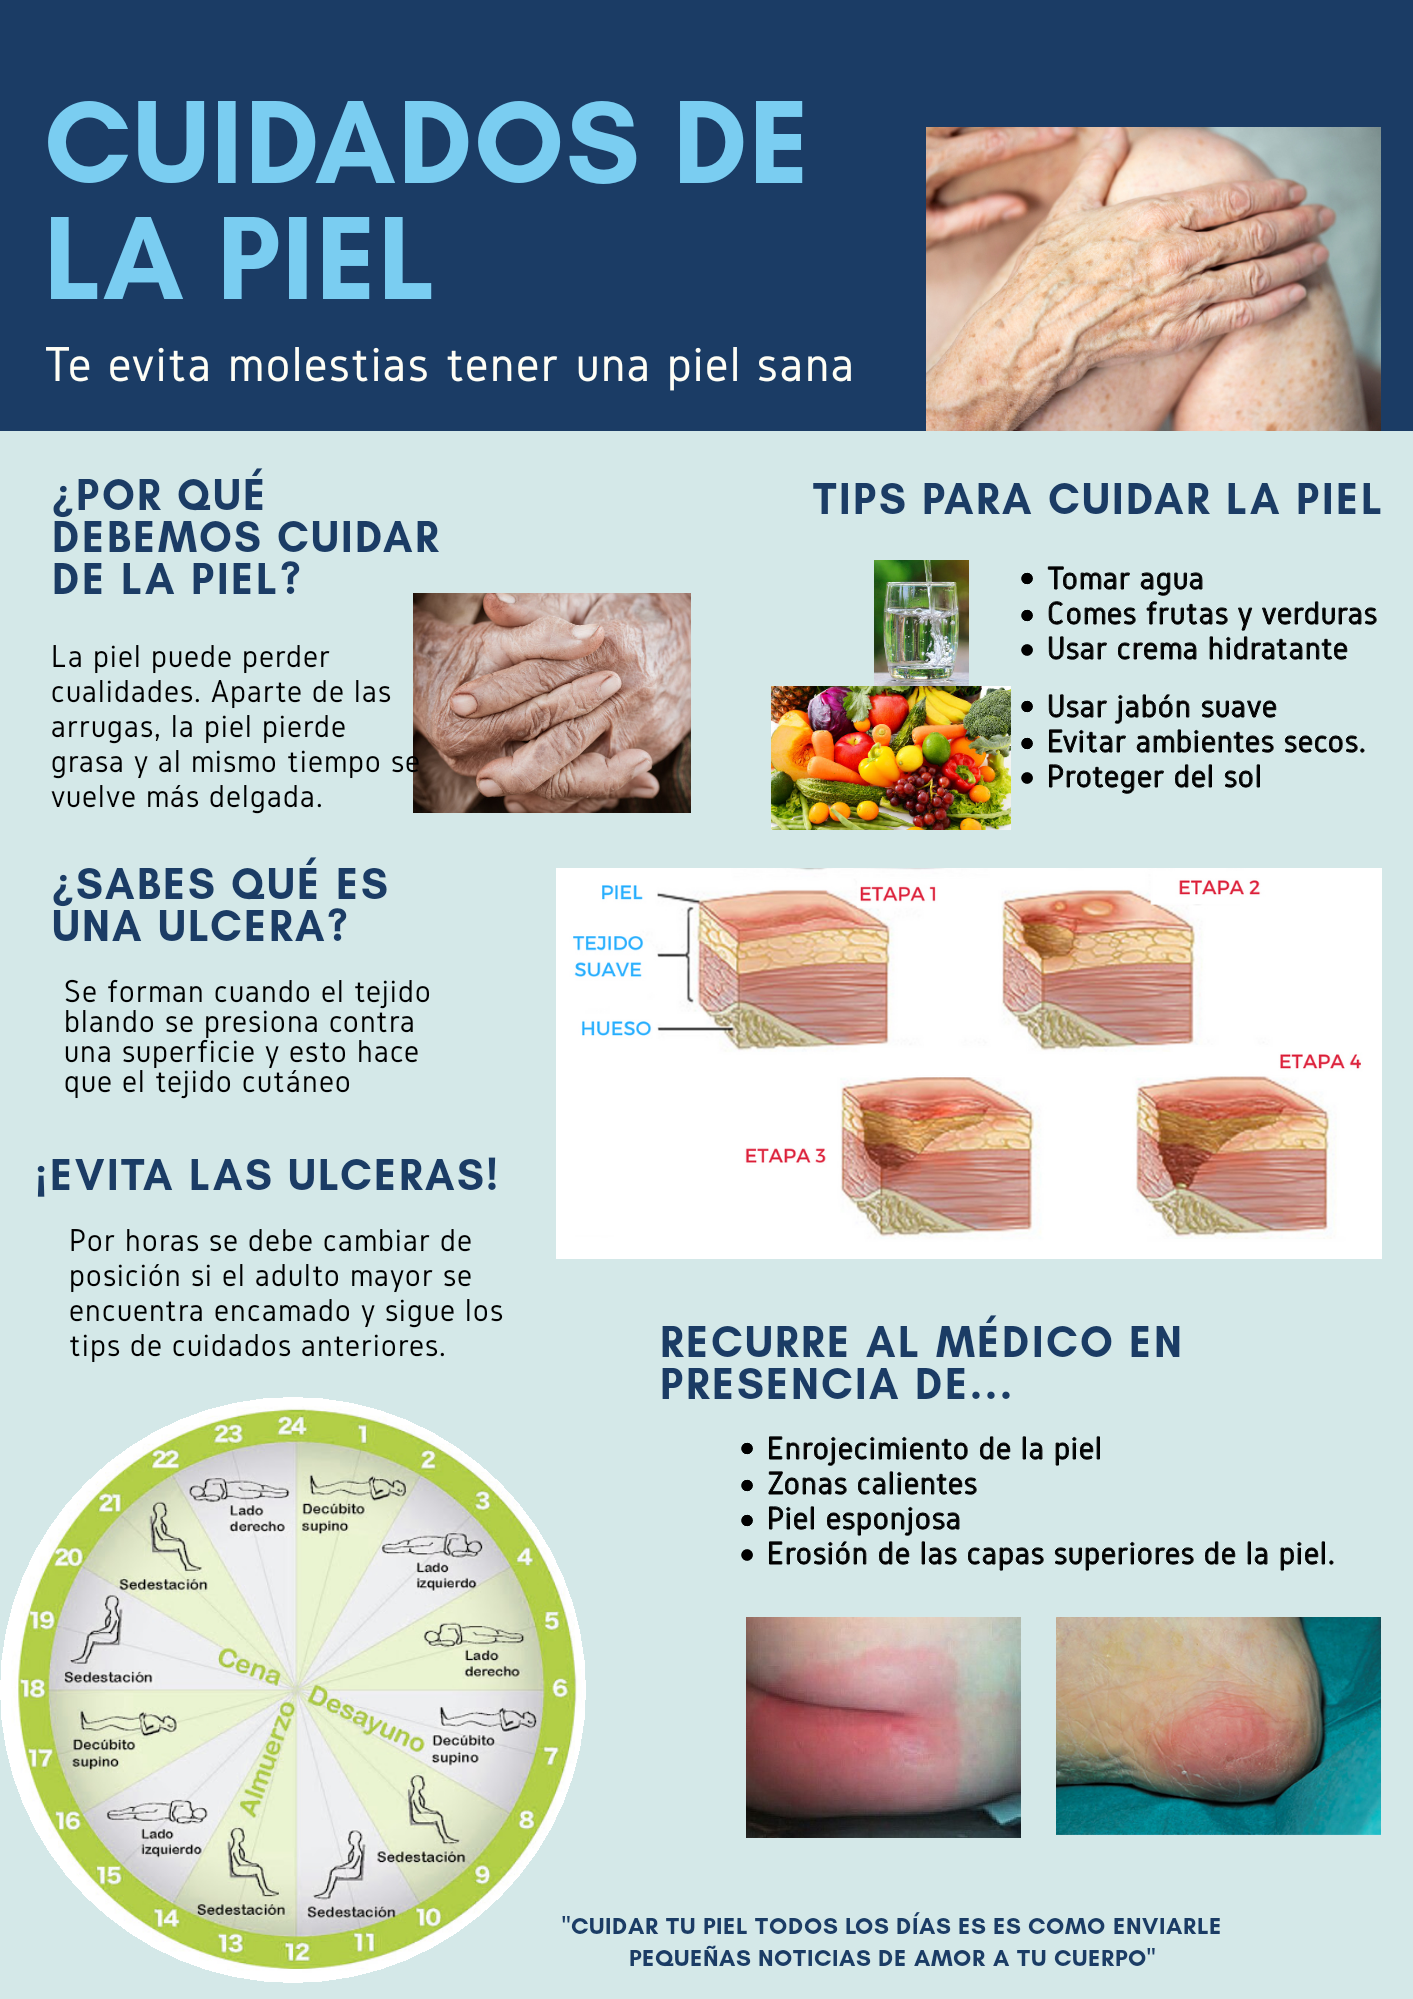 CUIDADOS DE
LA PIEL
Te evita molestias tener una piel sana
¿POR QUÉ
DEBEMOS CUIDAR
DE LA PIEL?
La piel puede perder
cualidades. Aparte de las
arrugas, la piel pierde
grasa y al mismo tiempo se
vuelve más delgada.
TIPS PARA CUIDAR LA PIEL
• Tomar agua
• Comes frutas y verduras
• Usar crema hidratante
• Usar jabón suave
• Evitar ambientes secos.
• Proteger del sol
¿SABES QUÉ ES
UNA ULCERA?
Se forman cuando el tejido
blando se presiona contra
una superficie y esto hace
que el tejido cutáneo
PIEL
TEJIDO
SUAVE
HUESO
ETAPA 1
ETAPA 2
ETAPA 3
ETAPA 4
¡EVITA LAS ULCERAS!
Por horas se debe cambiar de
posición si el adulto mayor se
encuentra encamado y sigue los
tips de cuidados anteriores.
24
1
2
3
4
5
6
7
8
9
10
11
12
13
14
15
16
17
18
19
20
21
22
23
Decúbito
supino
Lado
izquierdo
Lado
derecho
Decúbito
supino
Sedestación
Sedestación
Sedestación
Lado
izquierdo
Decúbito
supino
Sedestación
Sedestación
Lado
derecho
Desayuno
Almuerzo
Cena
RECURRE AL MÉDICO EN
PRESENCIA DE...
• Enrojecimiento de la piel
• Zonas calientes
• Piel esponjosa
• Erosión de las capas superiores de la piel.
"CUIDAR TU PIEL TODOS LOS DÍAS ES ES COMO ENVIARLE
PEQUEÑAS NOTICIAS DE AMOR A TU CUERPO"